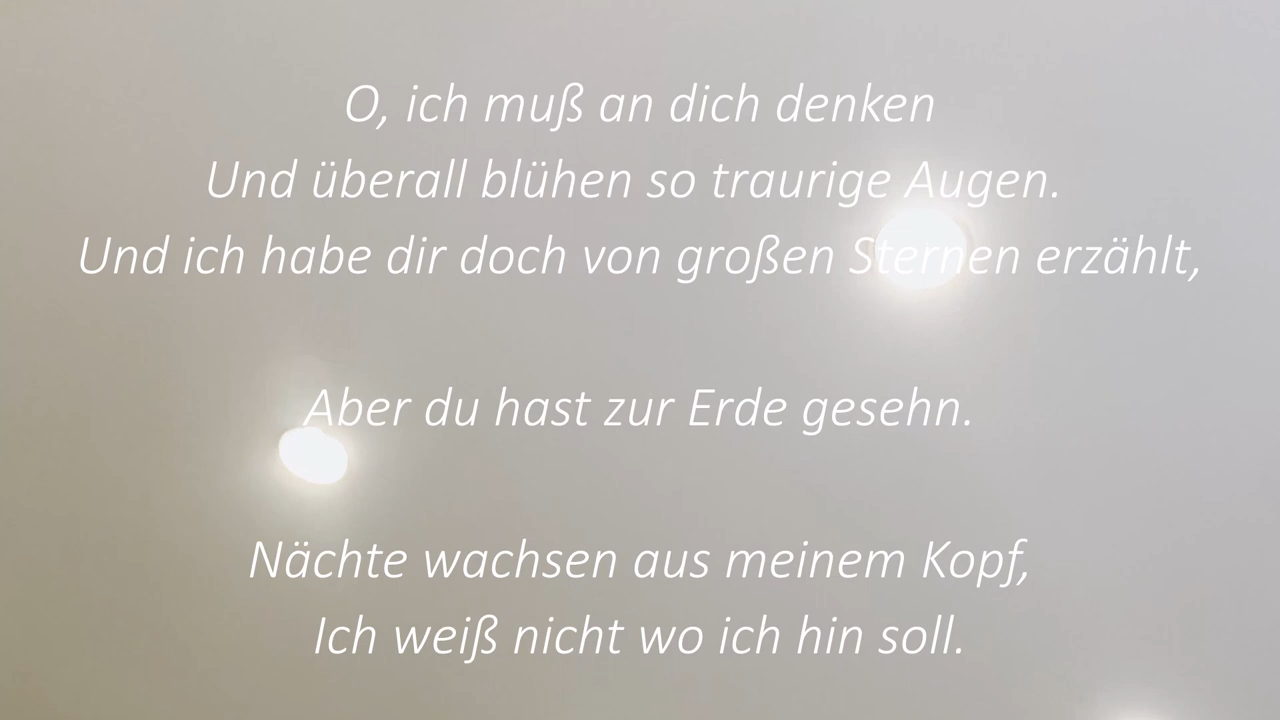 O, ich muß an dich denken
Und überall blühen so traurige Augen.
Und ich habe dir doch von großen Sternen erzählt,
Aber du hast zur Erde gesehn.
Nächte wachsen aus meinem Kopf,
Ich weiß nicht wo ich hin soll.